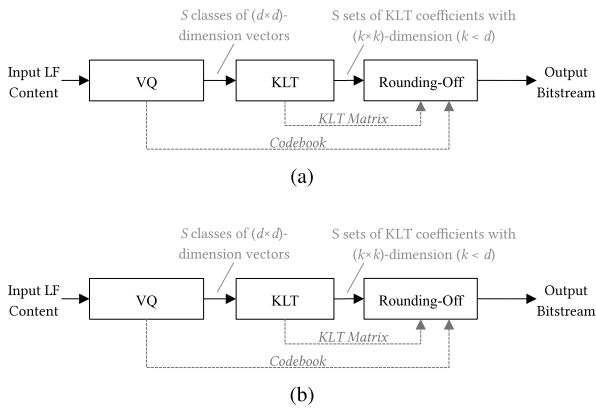 S classes of (d×d)-
dimension vectors
S sets of KLT coefficients with
(k×k)-dimension (k < d)
Input LF
Content
VQ
KLT
Rounding-Off
Output
Bitstream
KLT Matrix
Codebook
(a)
S classes of (d×d)-
dimension vectors
S sets of KLT coefficients with
(k×k)-dimension (k < d)
Input LF
Content
VQ
KLT
Rounding-Off
Output
Bitstream
KLT Matrix
Codebook
(b)